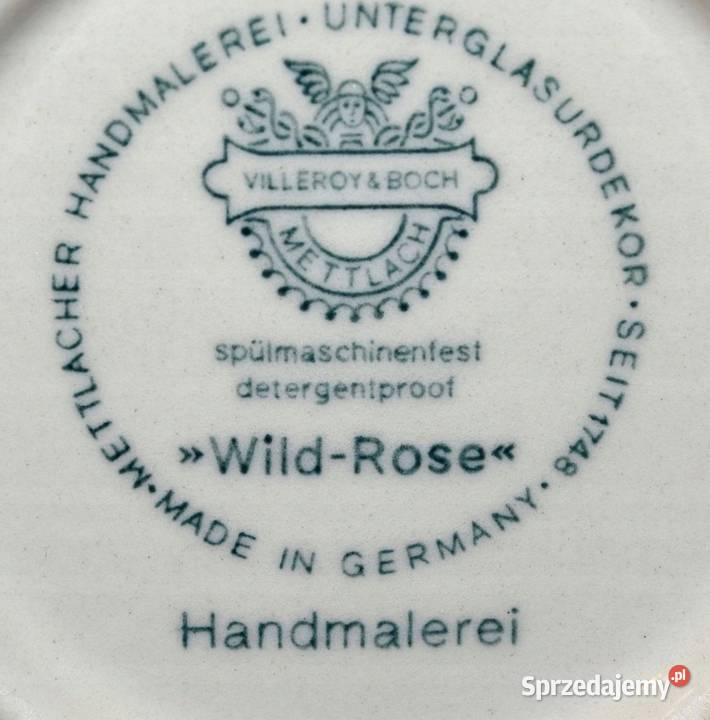 METTLACHER HANDMALEREI · UNTERGLASURDEKOR · SEIT 1748 ·
VILLEROY & BOCH
METTLACH
spülmaschinenfest
detergentproof
»Wild-Rose«
· MADE IN GERMANY ·
Handmalerei
Sprzedajemy.pl